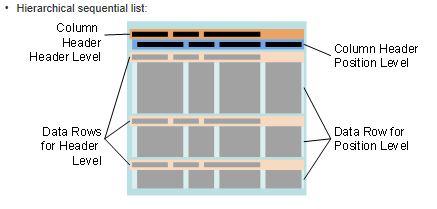 • Hierarchical sequential list:
Column
Header
Header Level
Column Header
Position Level
Data Rows
for Header
Level
Data Row for
Position Level